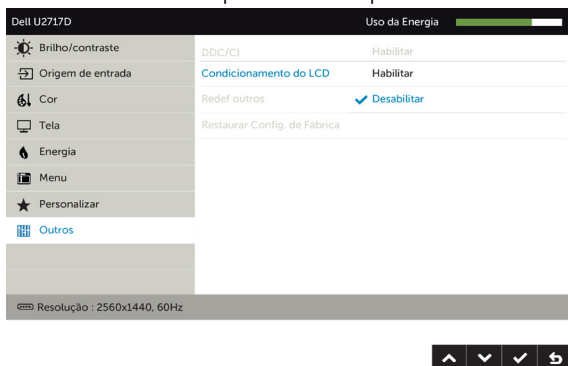 Dell U2717D Uso da Energia
Brilho/contraste
Origem de entrada
Cor
Tela
Energia
Menu
Personalizar
Outros
DDC/CI Habilitar
Condicionamento do LCD Habilitar
Redef outros Desabilitar
Restaurar Config. de Fábrica
Resolução : 2560x1440, 60Hz